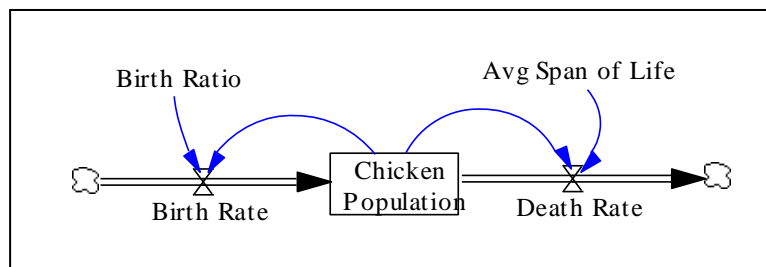 Avg Span of Life
Birth Ratio
Chicken
Population
Birth Rate
Death Rate